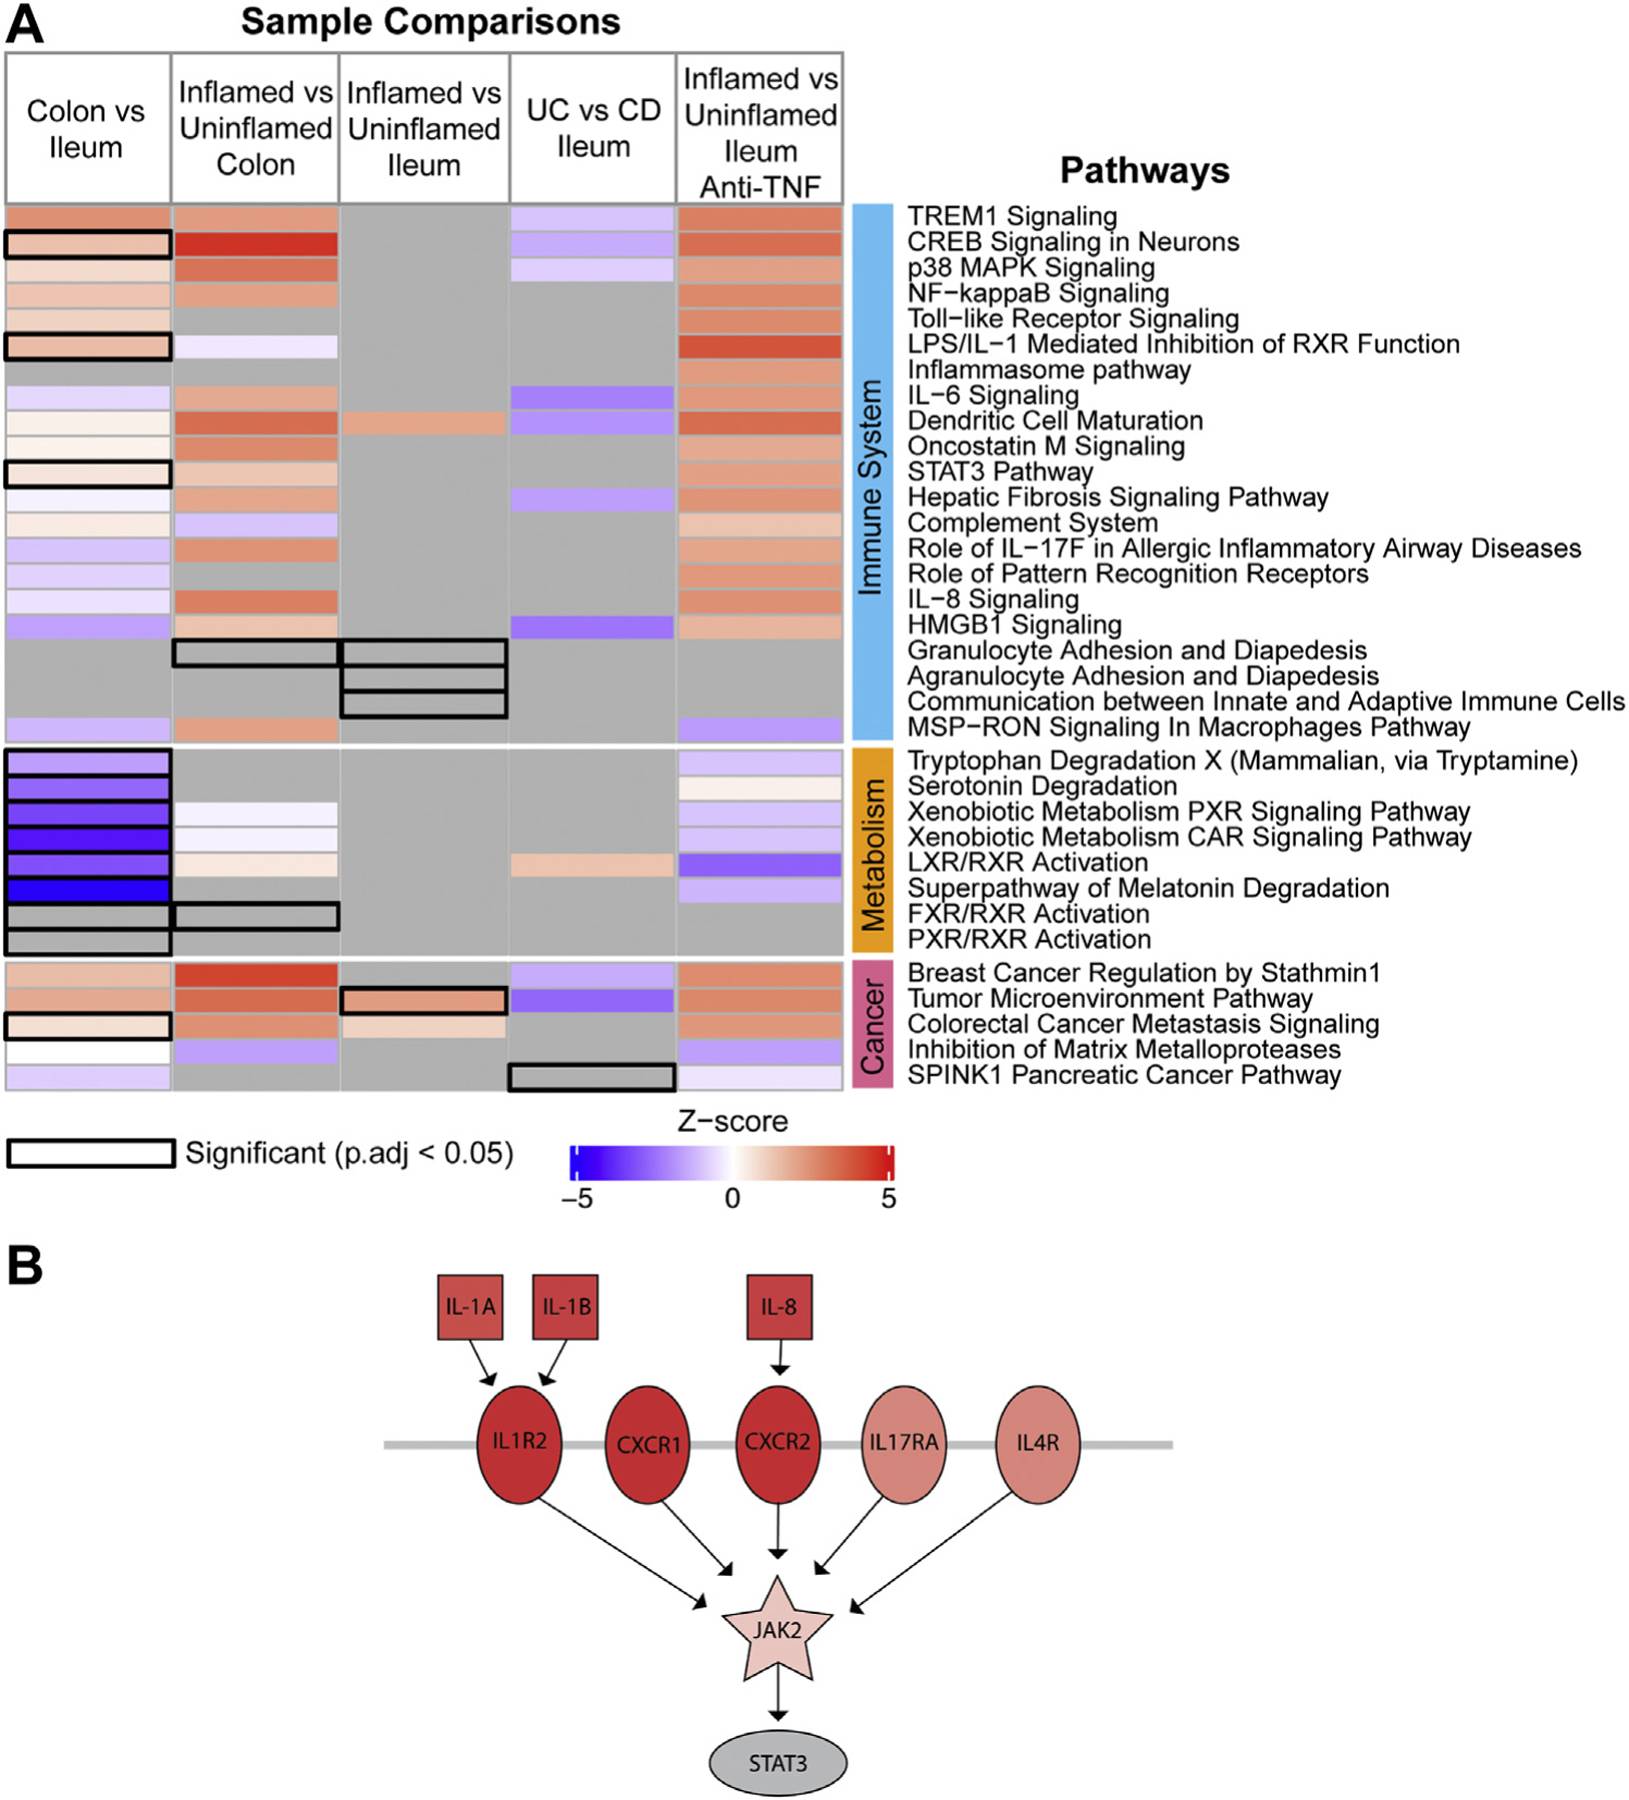 A
Sample Comparisons
Colon vs
Ileum
Inflamed vs
Uninflamed
Colon
Inflamed vs
Uninflamed
Ileum
UC vs CD
Ileum
Inflamed vs
Uninflamed
Ileum
Anti-TNF
Pathways
Immune System
TREM1 Signaling
CREB Signaling in Neurons
p38 MAPK Signaling
NF−kappaB Signaling
Toll−like Receptor Signaling
LPS/IL−1 Mediated Inhibition of RXR Function
Inflammasome pathway
IL−6 Signaling
Dendritic Cell Maturation
Oncostatin M Signaling
STAT3 Pathway
Hepatic Fibrosis Signaling Pathway
Complement System
Role of IL−17F in Allergic Inflammatory Airway Diseases
Role of Pattern Recognition Receptors
IL−8 Signaling
HMGB1 Signaling
Granulocyte Adhesion and Diapedesis
Agranulocyte Adhesion and Diapedesis
Communication between Innate and Adaptive Immune Cells
MSP−RON Signaling In Macrophages Pathway
Metabolism
Tryptophan Degradation X (Mammalian, via Tryptamine)
Serotonin Degradation
Xenobiotic Metabolism PXR Signaling Pathway
Xenobiotic Metabolism CAR Signaling Pathway
LXR/RXR Activation
Superpathway of Melatonin Degradation
FXR/RXR Activation
PXR/RXR Activation
Cancer
Breast Cancer Regulation by Stathmin1
Tumor Microenvironment Pathway
Colorectal Cancer Metastasis Signaling
Inhibition of Matrix Metalloproteases
SPINK1 Pancreatic Cancer Pathway
Significant (p.adj < 0.05)
Z−score
−5 0 5
B
IL-1A
IL-1B
IL-8
IL1R2
CXCR1
CXCR2
IL17RA
IL4R
JAK2
STAT3